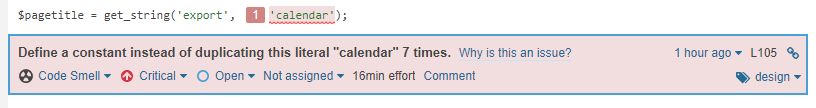 $pagetitle = get_string('export', 1 'calendar');
Define a constant instead of duplicating this literal "calendar" 7 times. Why is this an issue? 1 hour ago L105
Code Smell Critical Open Not assigned 16min effort Comment design